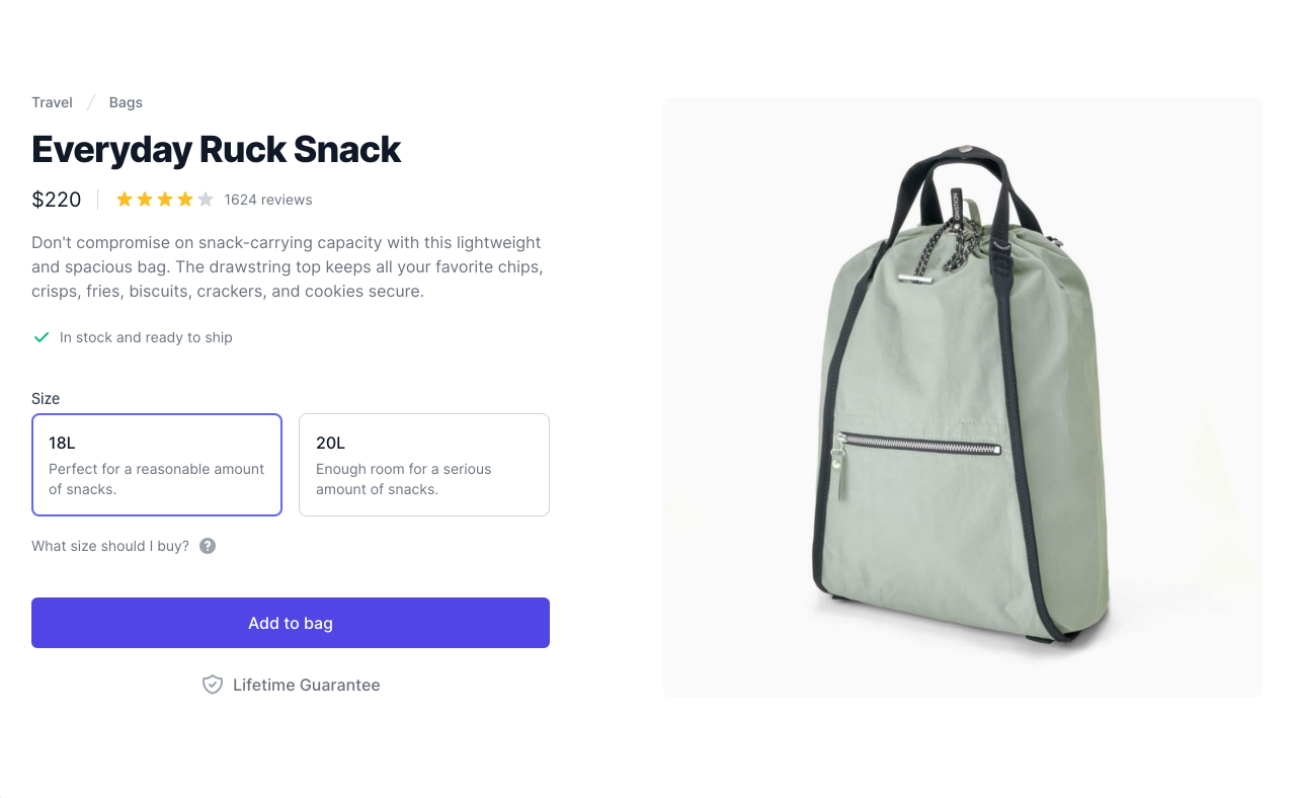 Travel / Bags
Everyday Ruck Snack
$220 1624 reviews
Don't compromise on snack-carrying capacity with this lightweight
and spacious bag. The drawstring top keeps all your favorite chips,
crisps, fries, biscuits, crackers, and cookies secure.
In stock and ready to ship
Size
18L
Perfect for a reasonable amount
of snacks.
20L
Enough room for a serious
amount of snacks.
What size should I buy? ?
Add to bag
Lifetime Guarantee